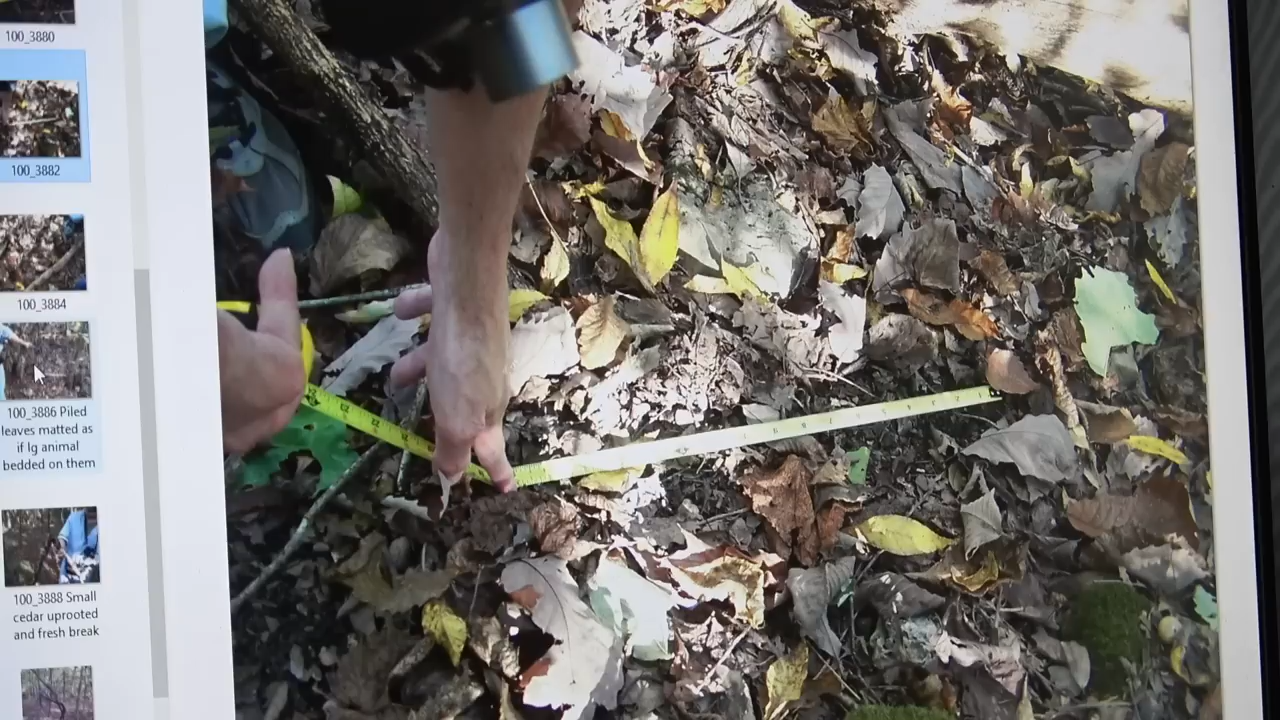 100_3880
100_3882
100_3884
100_3886 Piled
leaves matted as
if lg animal
bedded on them
100_3888 Small
cedar uprooted
and fresh break